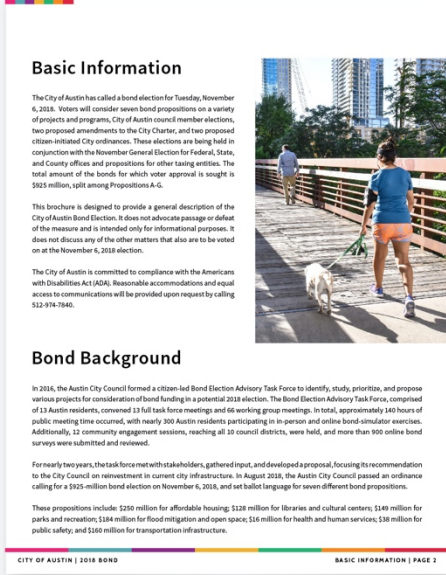 Basic Information
The City of Austin has called a bond election for Tuesday, November
6, 2018. Voters will consider seven bond propositions on a variety
of projects and programs, City of Austin council member elections,
two proposed amendments to the City Charter, and two proposed
citizen-initiated City ordinances. These elections are being held in
conjunction with the November General Election for Federal, State,
and County offices and propositions for other taxing entities. The
total amount of the bonds for which voter approval is sought is
$925 million, split among Propositions A-G.
This brochure is designed to provide a general description of the
City of Austin Bond Election. It does not advocate passage or defeat
of the measure and is intended only for informational purposes. It
does not discuss any of the other matters that also are to be voted
on at the November 6, 2018 election.
The City of Austin is committed to compliance with the Americans
with Disabilities Act (ADA). Reasonable accommodations and equal
access to communications will be provided upon request by calling
512-974-7840.
Bond Background
In 2016, the Austin City Council formed a citizen-led Bond Election Advisory Task Force to identify, study, prioritize, and propose
various projects for consideration of bond funding in a potential 2018 election. The Bond Election Advisory Task Force, comprised
of 13 Austin residents, convened 13 full task force meetings and 66 working group meetings. In total, approximately 140 hours of
public meeting time occurred, with nearly 300 Austin residents participating in in-person and online bond-simulator exercises.
Additionally, 12 community engagement sessions, reaching all 10 council districts, were held, and more than 900 online bond
surveys were submitted and reviewed.
For nearly two years, the task force met with stakeholders, gathered input, and developed a proposal, focusing its recommendation
to the City Council on reinvestment in current city infrastructure. In August 2018, the Austin City Council passed an ordinance
calling for a $925-million bond election on November 6, 2018, and set ballot language for seven different bond propositions.
These propositions include: $250 million for affordable housing; $128 million for libraries and cultural centers; $149 million for
parks and recreation; $184 million for flood mitigation and open space; $16 million for health and human services; $38 million for
public safety; and $160 million for transportation infrastructure.
CITY OF AUSTIN | 2018 BOND
BASIC INFORMATION | PAGE 2